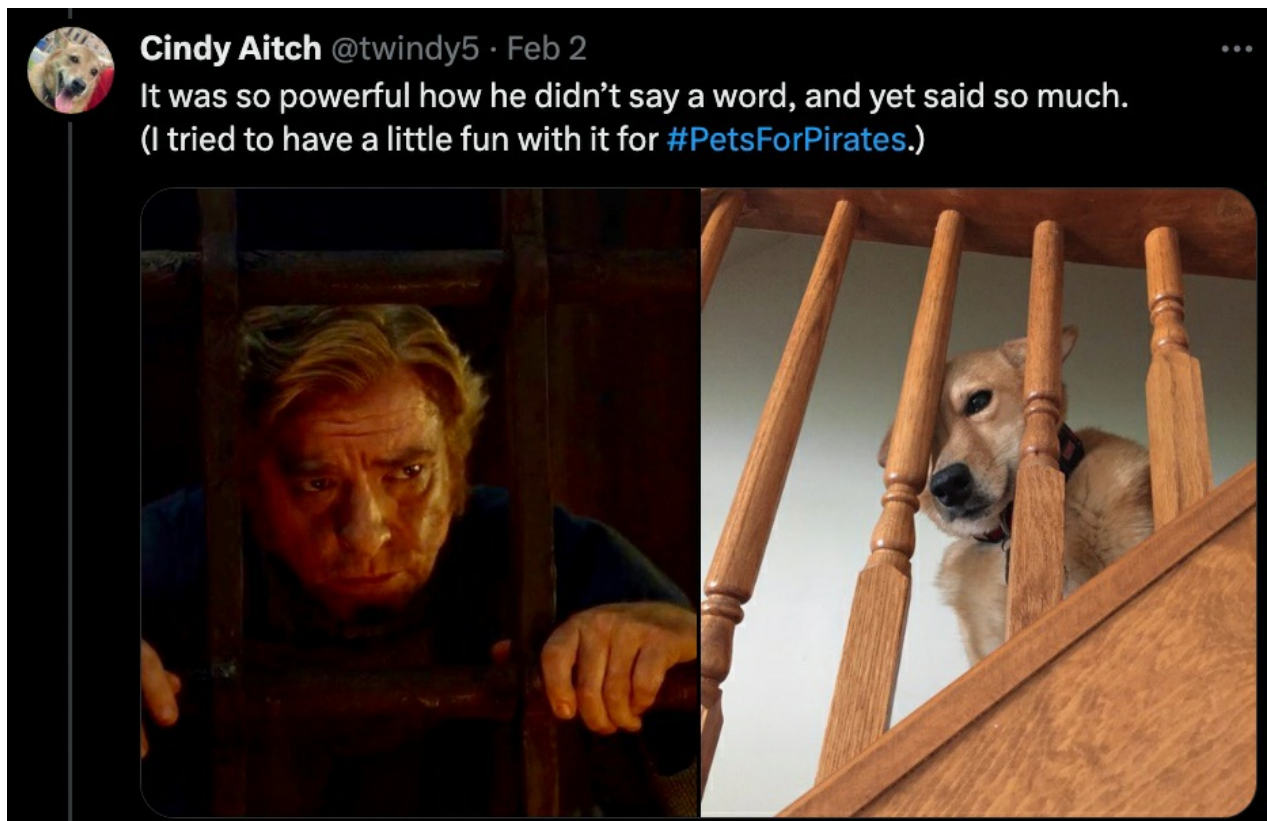 Cindy Aitch @twindy5 · Feb 2
It was so powerful how he didn’t say a word, and yet said so much.
(I tried to have a little fun with it for #PetsForPirates.)